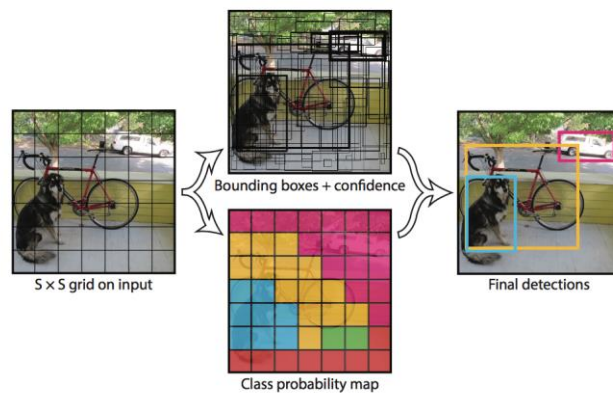 S × S grid on input
Bounding boxes + confidence
Class probability map
Final detections